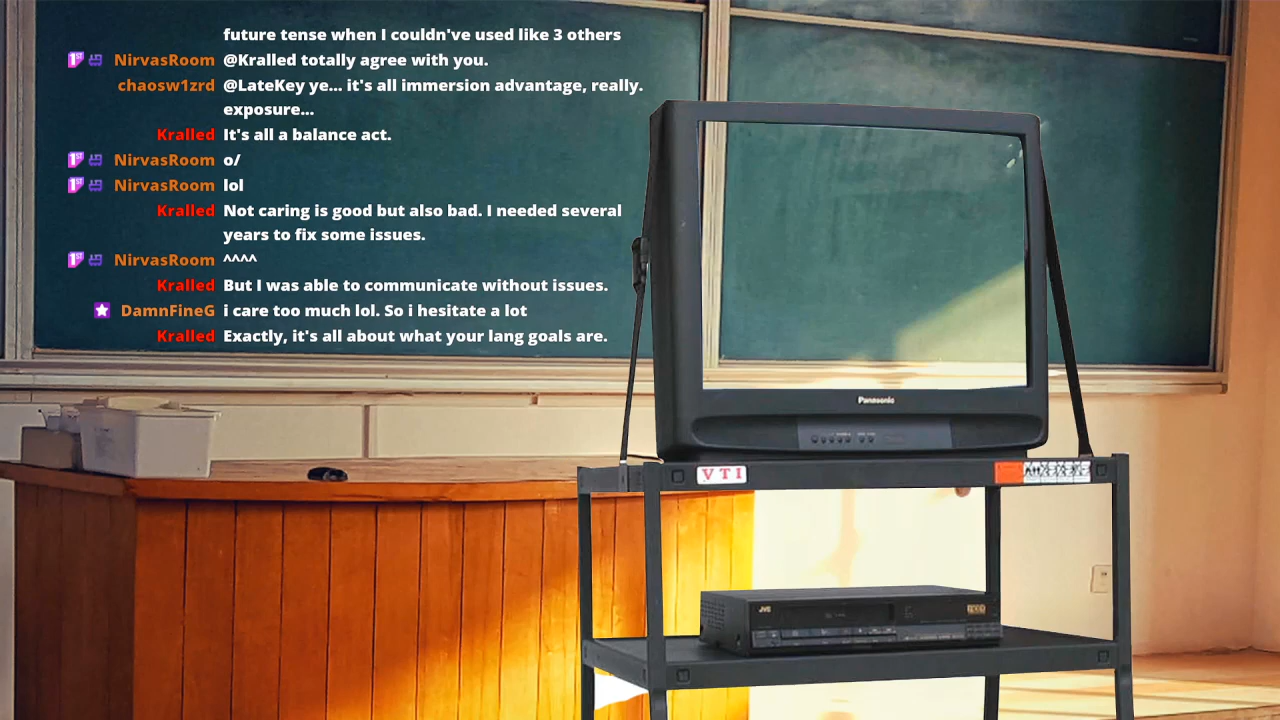 future tense when I couldn've used like 3 others
NirvasRoom @Kralled totally agree with you.
chaosw1zrd @LateKey ye... it's all immersion advantage, really.
exposure...
Kralled It's all a balance act.
NirvasRoom o/
NirvasRoom lol
Kralled Not caring is good but also bad. I needed several
years to fix some issues.
NirvasRoom ^^^^
Kralled But I was able to communicate without issues.
DamnFineG i care too much lol. So i hesitate a lot
Kralled Exactly, it's all about what your lang goals are.
Panasonic
VTI
JVC